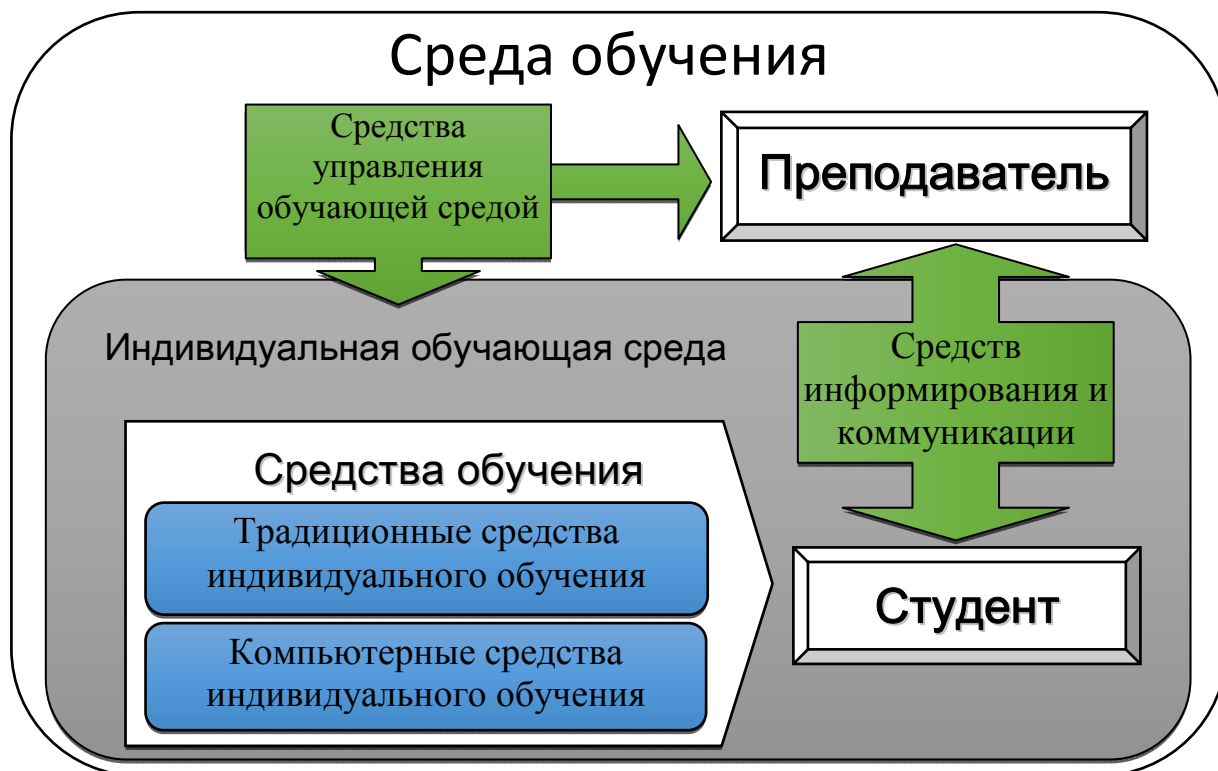 Среда обучения
Средства
управления
обучающей средой
Преподаватель
Индивидуальная обучающая среда
Средств
информирования и
коммуникации
Средства обучения
Традиционные средства
индивидуального обучения
Компьютерные средства
индивидуального обучения
Студент